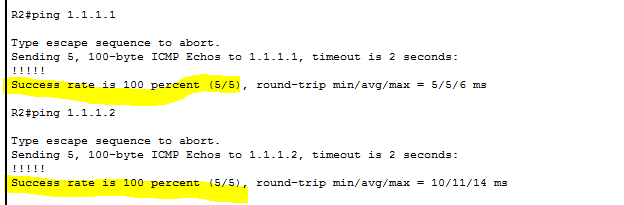 R2#ping 1.1.1.1
Type escape sequence to abort.
Sending 5, 100-byte ICMP Echos to 1.1.1.1, timeout is 2 seconds:
!!!!!
Success rate is 100 percent (5/5), round-trip min/avg/max = 5/5/6 ms
R2#ping 1.1.1.2
Type escape sequence to abort.
Sending 5, 100-byte ICMP Echos to 1.1.1.2, timeout is 2 seconds:
!!!!!
Success rate is 100 percent (5/5), round-trip min/avg/max = 10/11/14 ms